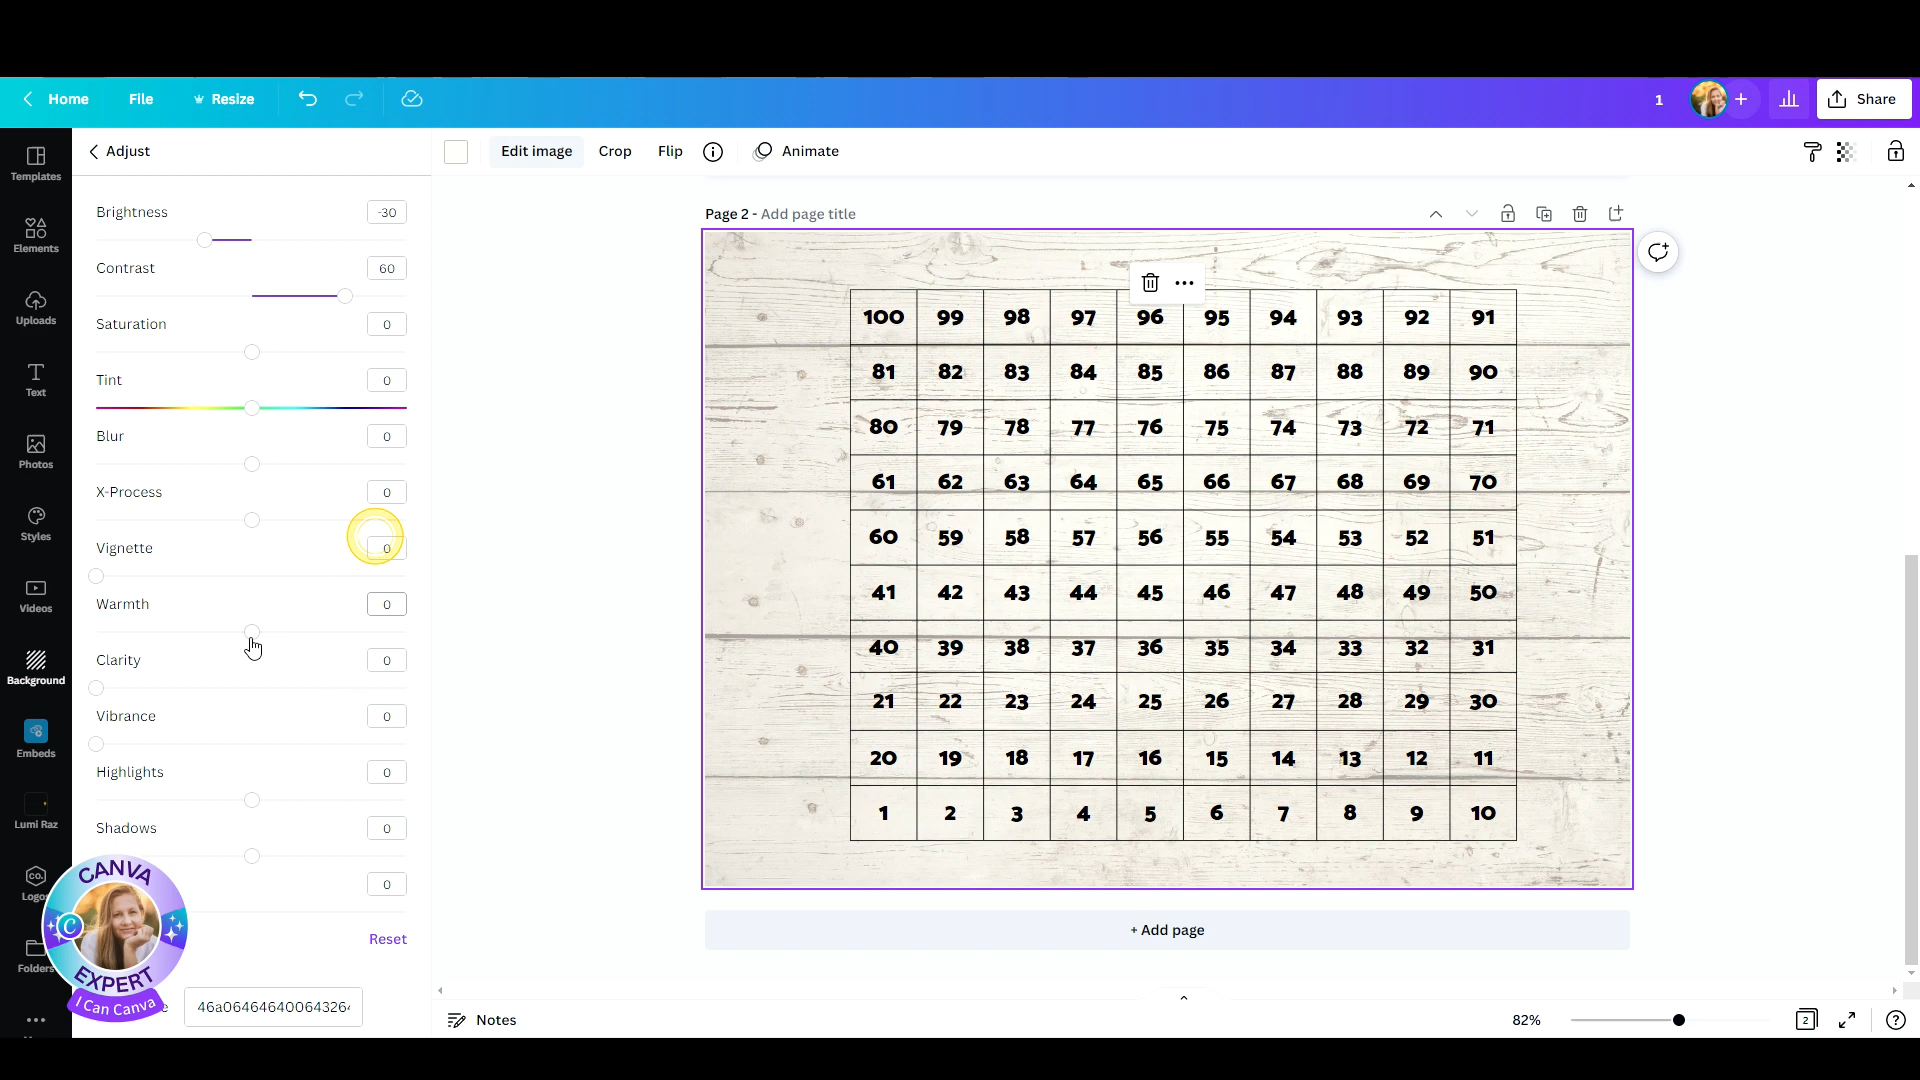 Home File Resize 1 Share
Adjust
Edit image Crop Flip Animate
Templates
Elements
Uploads
Text
Photos
Styles
Videos
Background
Embeds
Lumi Raz
Logos
Folders
Brightness -30
Contrast 60
Saturation 0
Tint 0
Blur 0
X-Process 0
Vignette 0
Warmth 0
Clarity 0
Vibrance 0
Highlights 0
Shadows 0
0
Reset
46a06464640064326
CANVA
EXPERT
I Can Canva
Page 2 - Add page title
100 99 98 97 96 95 94 93 92 91
81 82 83 84 85 86 87 88 89 90
80 79 78 77 76 75 74 73 72 71
61 62 63 64 65 66 67 68 69 70
60 59 58 57 56 55 54 53 52 51
41 42 43 44 45 46 47 48 49 50
40 39 38 37 36 35 34 33 32 31
21 22 23 24 25 26 27 28 29 30
20 19 18 17 16 15 14 13 12 11
1 2 3 4 5 6 7 8 9 10
+ Add page
Notes 82% 2